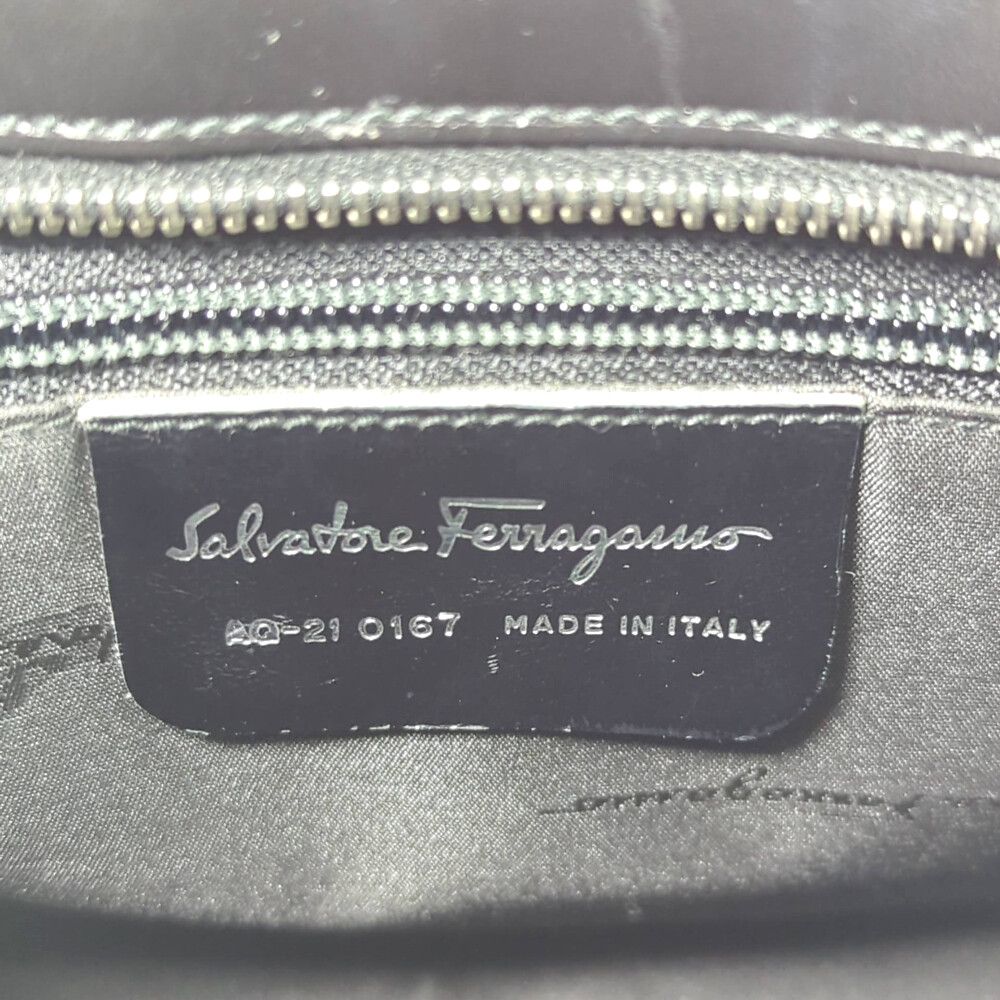 Salvatore Ferragamo
AQ-21 0167 MADE IN ITALY